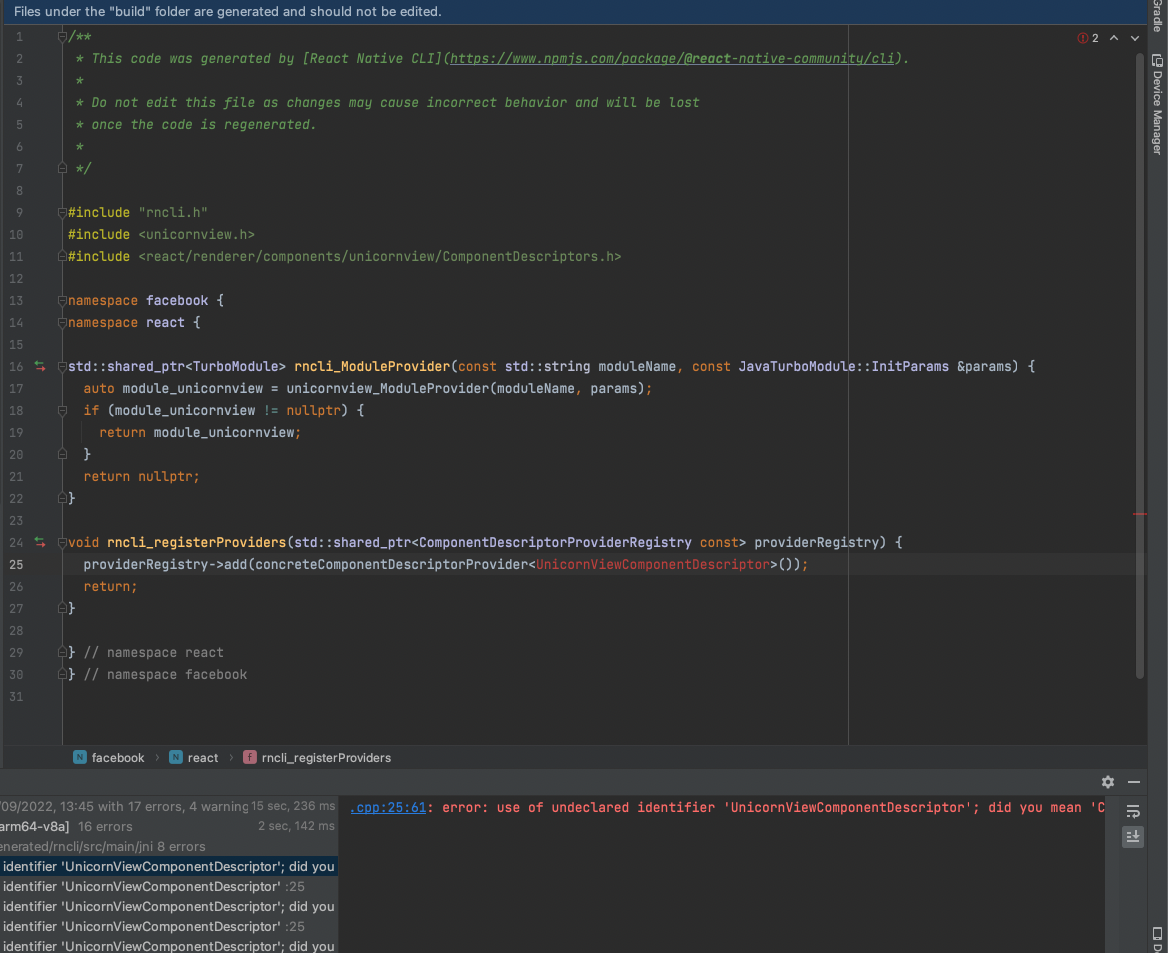 Files under the "build" folder are generated and should not be edited.
1 /**
2 * This code was generated by [React Native CLI](https://www.npmjs.com/package/@react-native-community/cli).
3 *
4 * Do not edit this file as changes may cause incorrect behavior and will be lost
5 * once the code is regenerated.
6 *
7 */
8
9 #include "rncli.h"
10 #include <unicornview.h>
11 #include <react/renderer/components/unicornview/ComponentDescriptors.h>
12
13 namespace facebook {
14 namespace react {
15
16 std::shared_ptr<TurboModule> rncli_ModuleProvider(const std::string moduleName, const JavaTurboModule::InitParams &params) {
17 auto module_unicornview = unicornview_ModuleProvider(moduleName, params);
18 if (module_unicornview != nullptr) {
19 return module_unicornview;
20 }
21 return nullptr;
22 }
23
24 void rncli_registerProviders(std::shared_ptr<ComponentDescriptorProviderRegistry const> providerRegistry) {
25 providerRegistry->add(concreteComponentDescriptorProvider<UnicornViewComponentDescriptor>());
26 return;
27 }
28
29 } // namespace react
30 } // namespace facebook
31
2
Gradle
Device Manager
N facebook > N react > f rncli_registerProviders
/09/2022, 13:45 with 17 errors, 4 warning 15 sec, 236 ms
arm64-v8a] 16 errors 2 sec, 142 ms
enerated/rncli/src/main/jni 8 errors
identifier 'UnicornViewComponentDescriptor'; did you
identifier 'UnicornViewComponentDescriptor' :25
identifier 'UnicornViewComponentDescriptor'; did you
identifier 'UnicornViewComponentDescriptor' :25
identifier 'UnicornViewComponentDescriptor'; did you
.cpp:25:61: error: use of undeclared identifier 'UnicornViewComponentDescriptor'; did you mean 'C